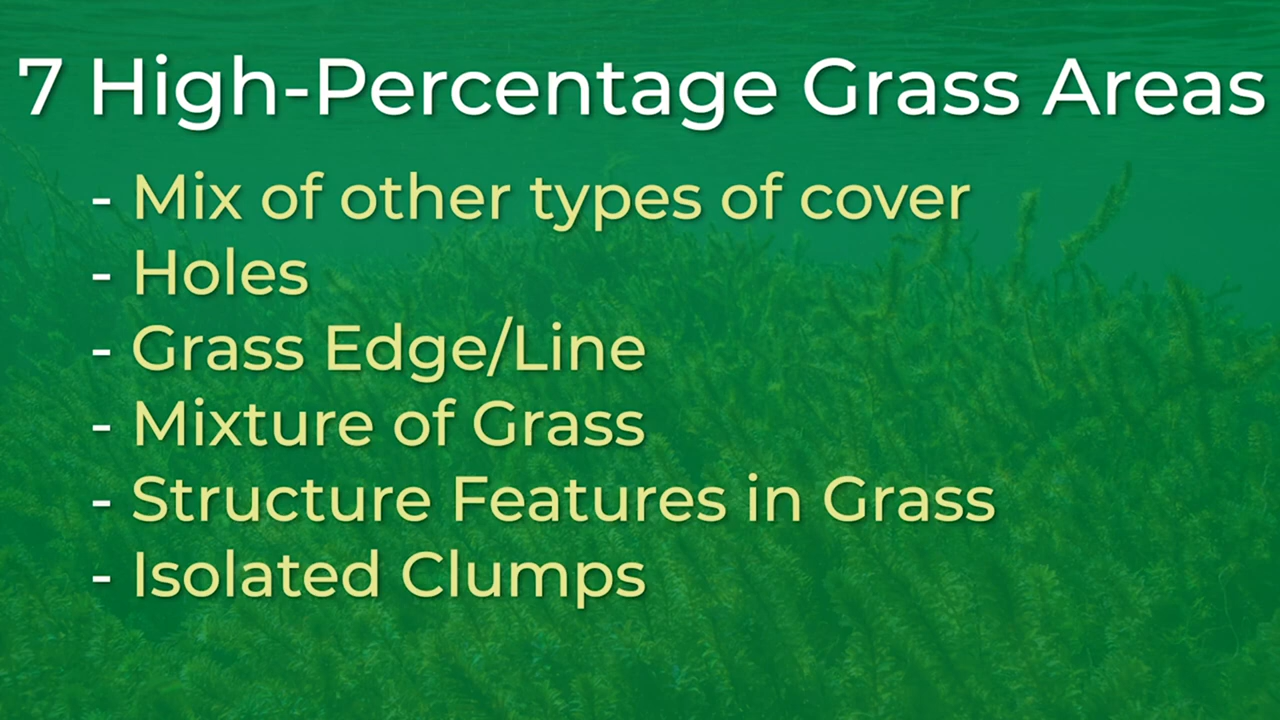 7 High-Percentage Grass Areas
- Mix of other types of cover
- Holes
- Grass Edge/Line
- Mixture of Grass
- Structure Features in Grass
- Isolated Clumps